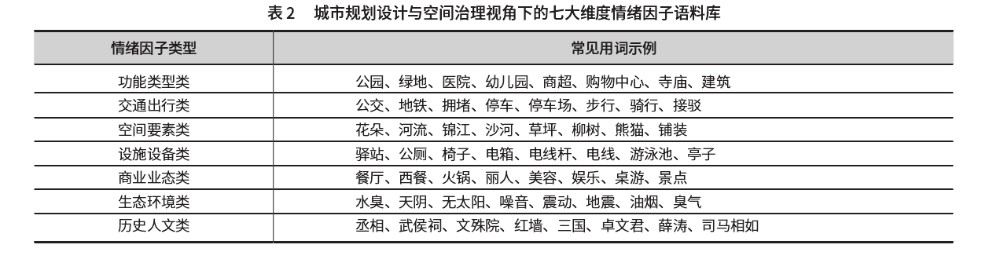 表 2 城市规划设计与空间治理视角下的七大维度情绪因子语料库
情绪因子类型 常见用词示例
功能类型类 公园、绿地、医院、幼儿园、商超、购物中心、寺庙、建筑
交通出行类 公交、地铁、拥堵、停车、停车场、步行、骑行、接驳
空间要素类 花朵、河流、锦江、沙河、草坪、柳树、熊猫、铺装
设施设备类 驿站、公厕、椅子、电箱、电线杆、电线、游泳池、亭子
商业业态类 餐厅、西餐、火锅、丽人、美容、娱乐、桌游、景点
生态环境类 水臭、天阴、无太阳、噪音、震动、地震、油烟、臭气
历史人文类 丞相、武侯祠、文殊院、红墙、三国、卓文君、薛涛、司马相如